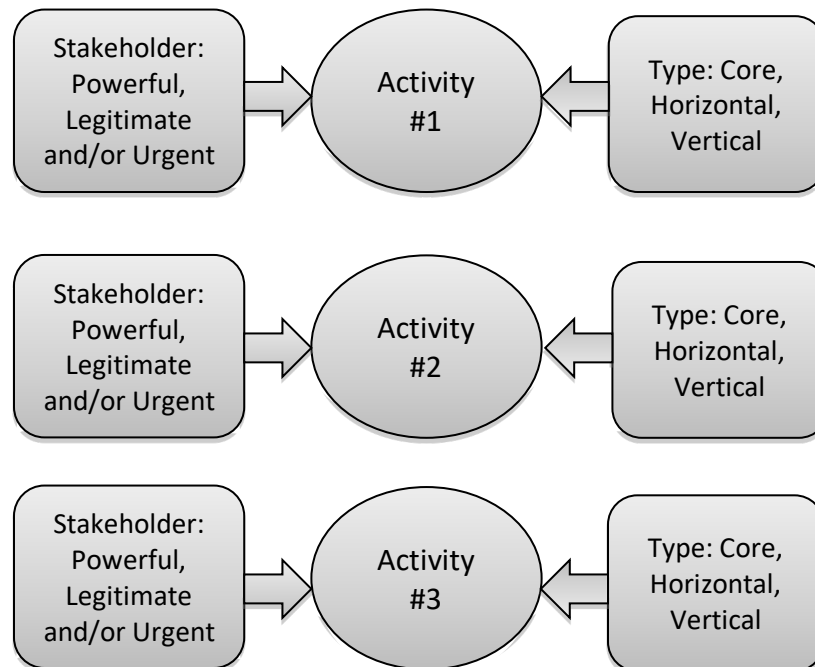 Stakeholder:
Powerful,
Legitimate
and/or Urgent
Activity
#1
Type: Core,
Horizontal,
Vertical
Stakeholder:
Powerful,
Legitimate
and/or Urgent
Activity
#2
Type: Core,
Horizontal,
Vertical
Stakeholder:
Powerful,
Legitimate
and/or Urgent
Activity
#3
Type: Core,
Horizontal,
Vertical